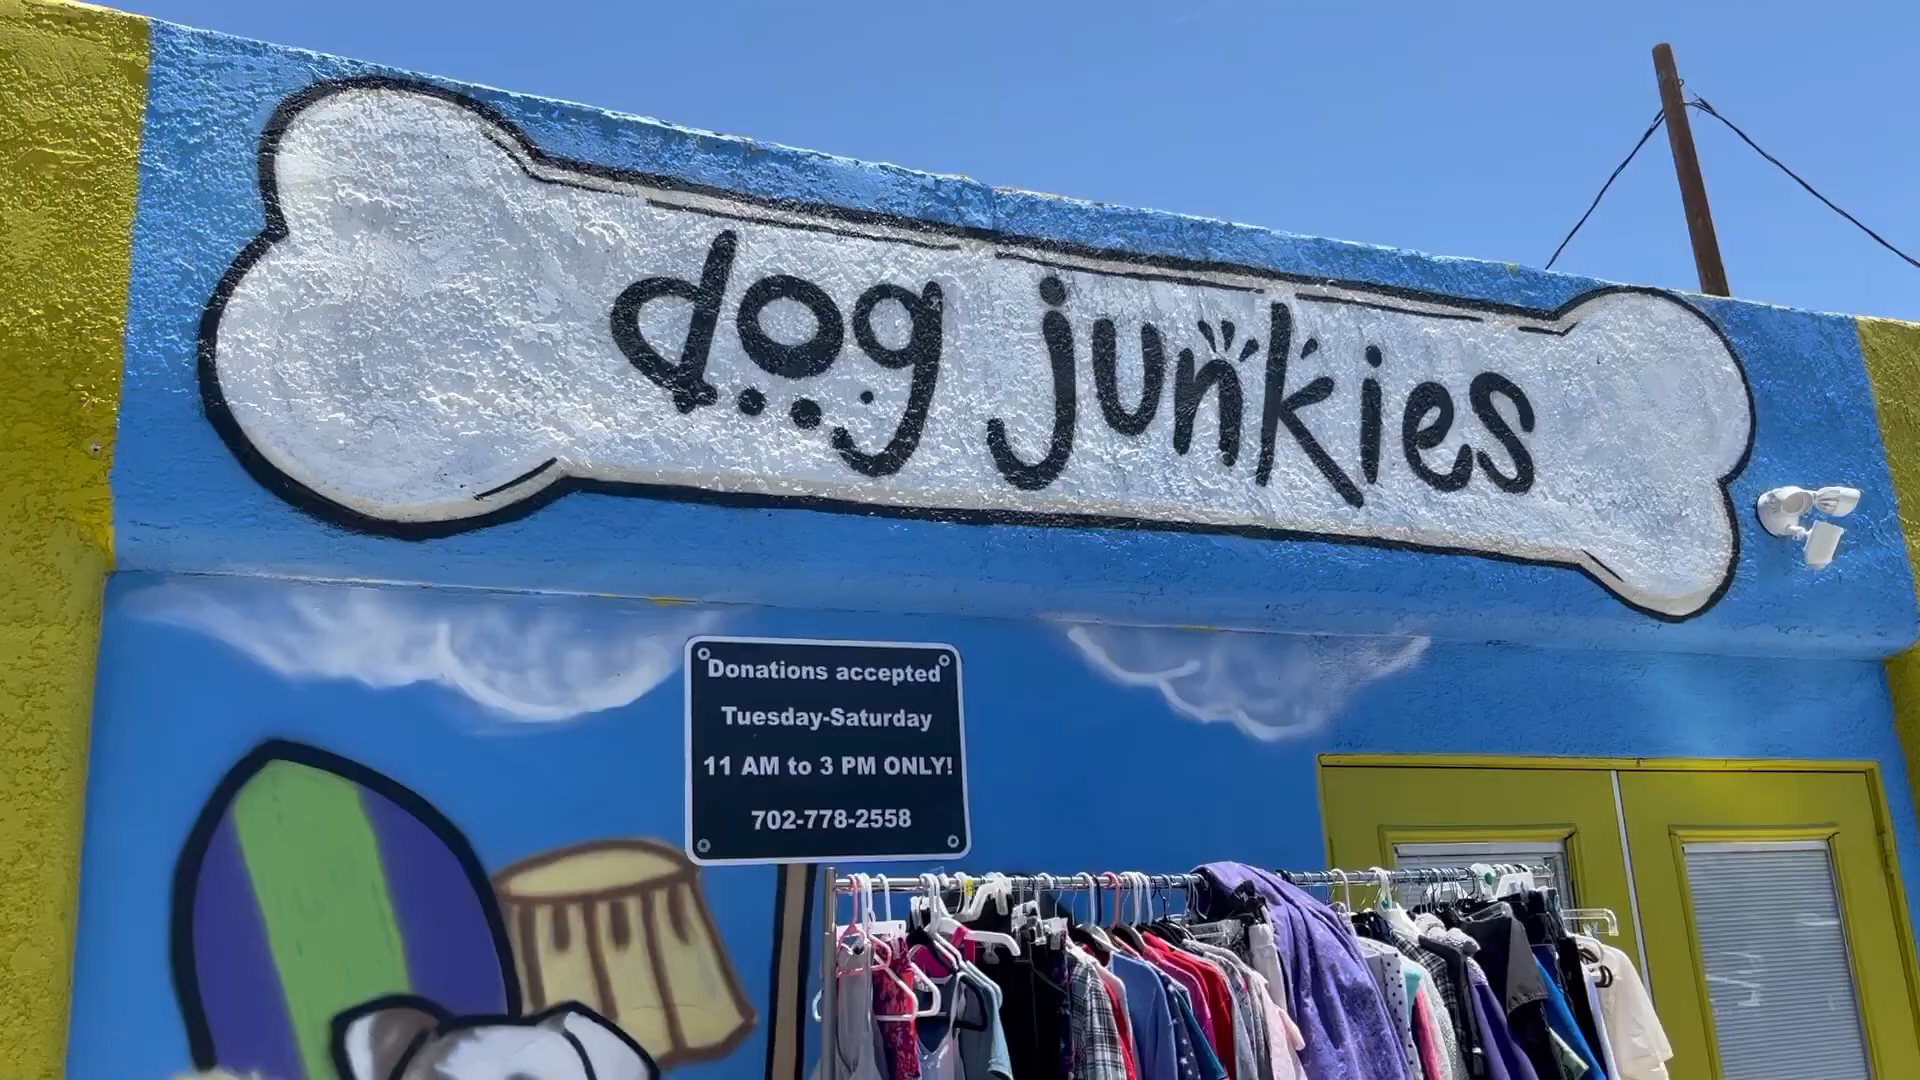 dog junkies
Donations accepted
Tuesday-Saturday
11 AM to 3 PM ONLY!
702-778-2558